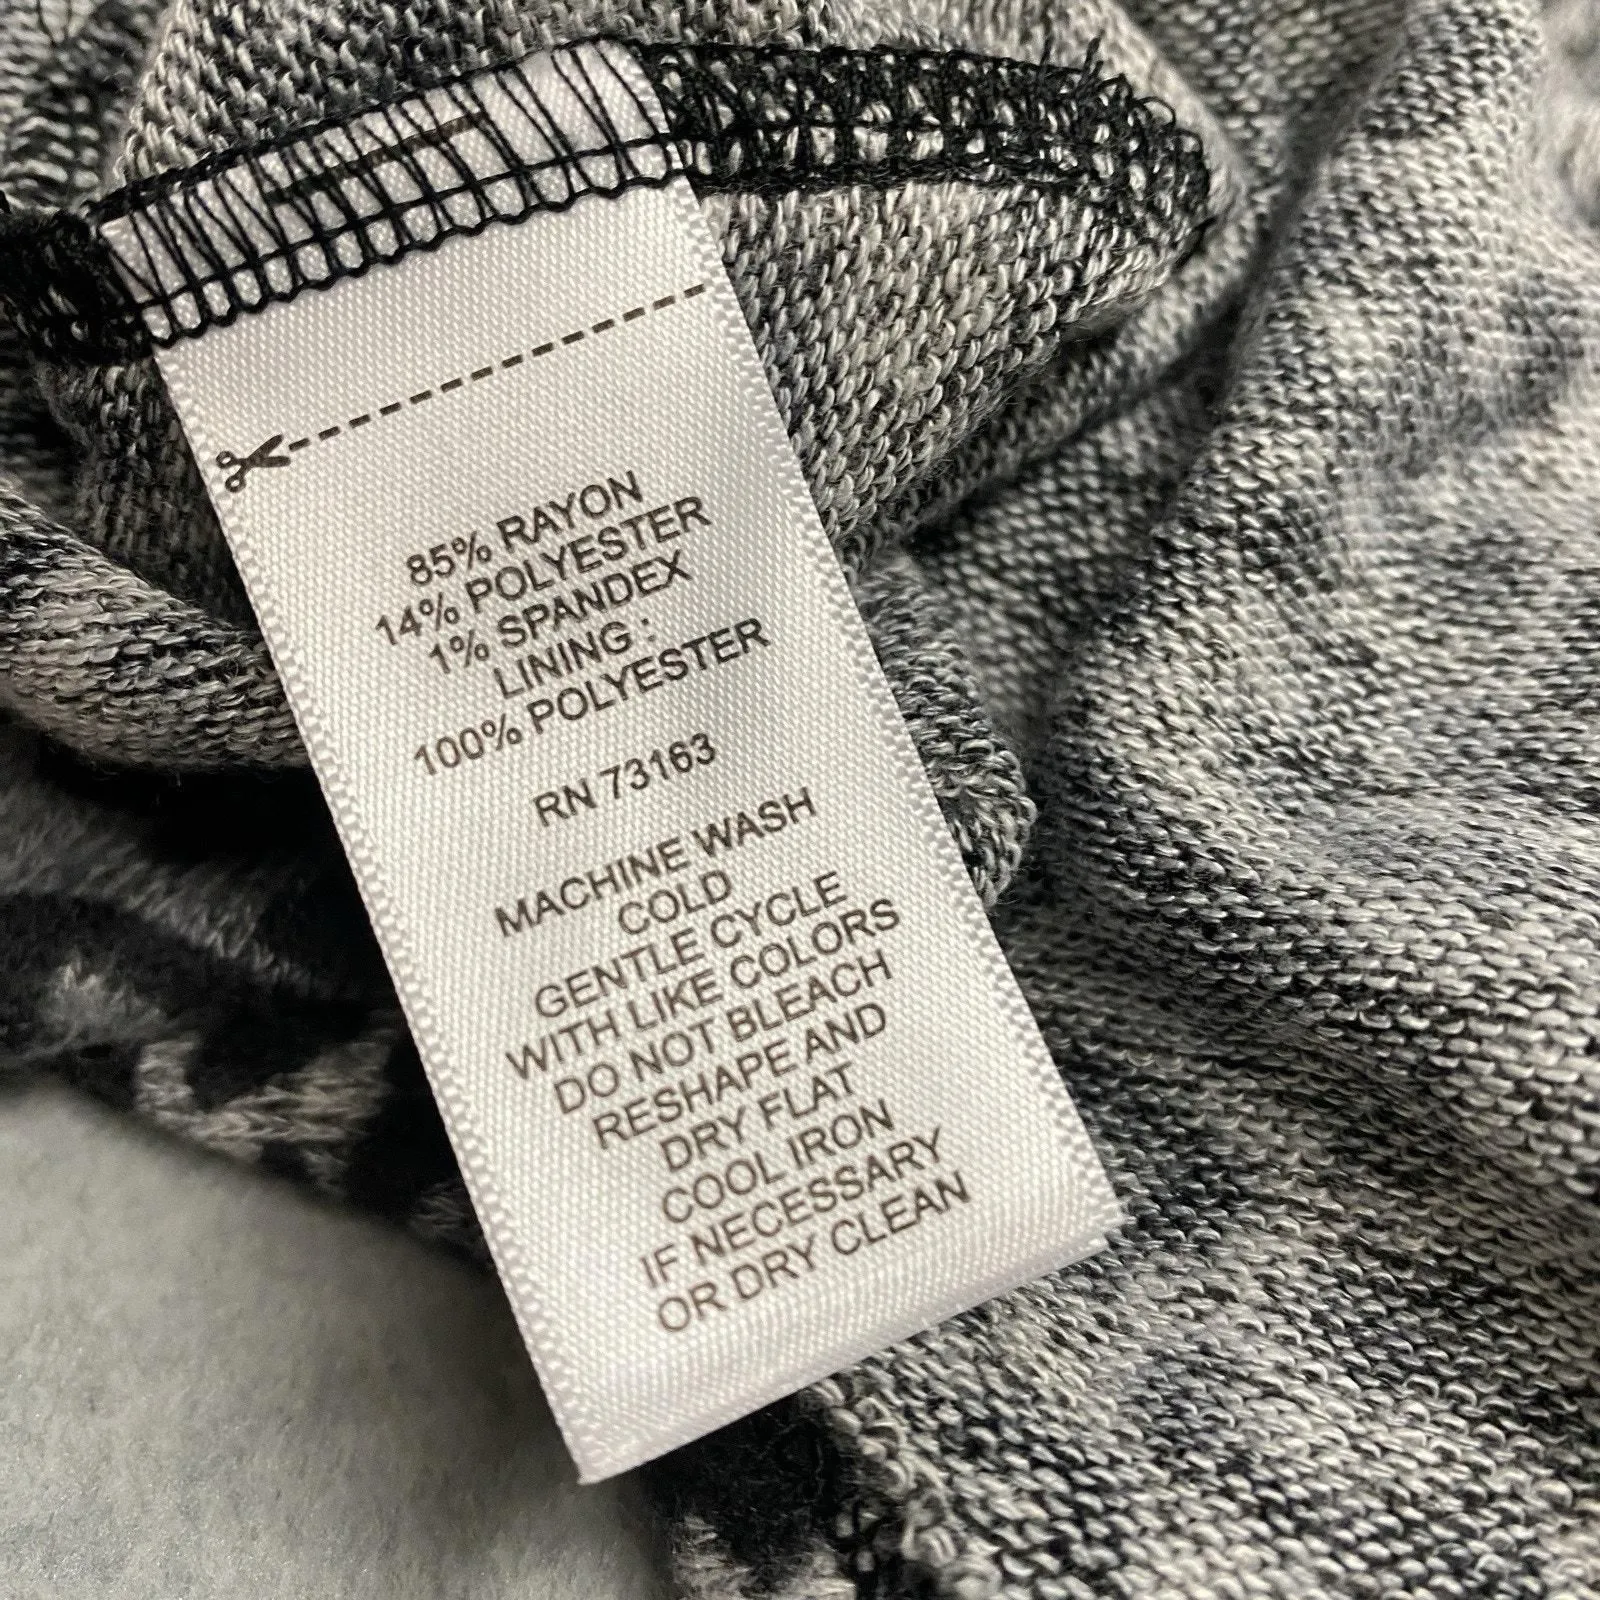 85% RAYON
14% POLYESTER
1% SPANDEX
LINING :
100% POLYESTER
RN 73163
MACHINE WASH
COLD
GENTLE CYCLE
WITH LIKE COLORS
DO NOT BLEACH
RESHAPE AND
DRY FLAT
COOL IRON
IF NECESSARY
OR DRY CLEAN